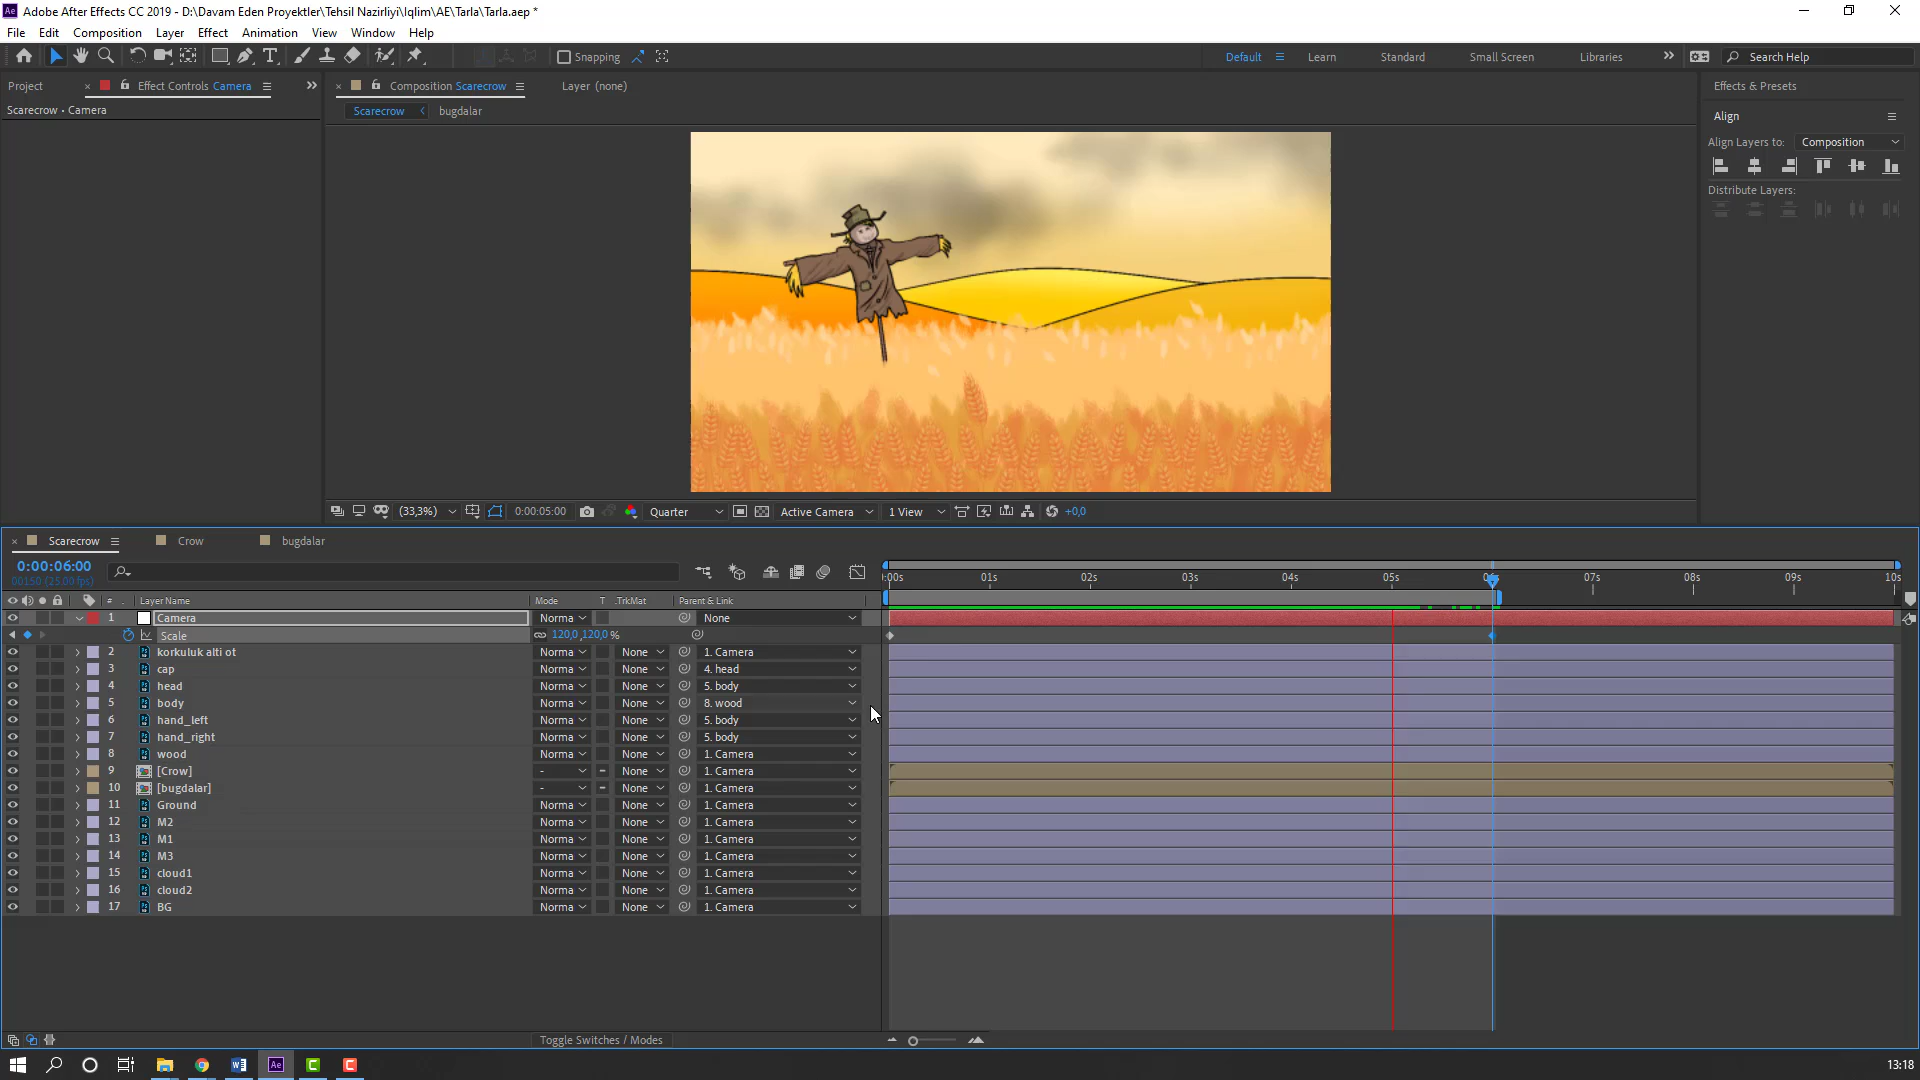 Adobe After Effects CC 2019 - D:\Davam Eden Proyektler\Tehsil Nazirliyi\Iqlim\AE\Tarla\Tarla.aep *
File Edit Composition Layer Effect Animation View Window Help
Snapping
Default Learn Standard Small Screen Libraries Search Help
Project Effect Controls Camera
Composition Scarecrow Layer (none)
Effects & Presets
Scarecrow • Camera
Scarecrow bugdalar
Align
Align Layers to: Composition
Distribute Layers:
(33,3%) 0:00:05:00 Quarter Active Camera 1 View +0,0
Scarecrow Crow bugdalar
0:00:06:00
00150 (25.00 fps)
:00s 01s 02s 03s 04s 05s 07s 08s 09s 10s
# Layer Name Mode T .TrkMat Parent & Link
1 Camera Norma None
Scale 120,0,120,0 %
2 korkuluk alti ot Norma None 1. Camera
3 cap Norma None 4. head
4 head Norma None 5. body
5 body Norma None 8. wood
6 hand_left Norma None 5. body
7 hand_right Norma None 5. body
8 wood Norma None 1. Camera
9 [Crow] - None 1. Camera
10 [bugdalar] - None 1. Camera
11 Ground Norma None 1. Camera
12 M2 Norma None 1. Camera
13 M1 Norma None 1. Camera
14 M3 Norma None 1. Camera
15 cloud1 Norma None 1. Camera
16 cloud2 Norma None 1. Camera
17 BG Norma None 1. Camera
Toggle Switches / Modes
13:18